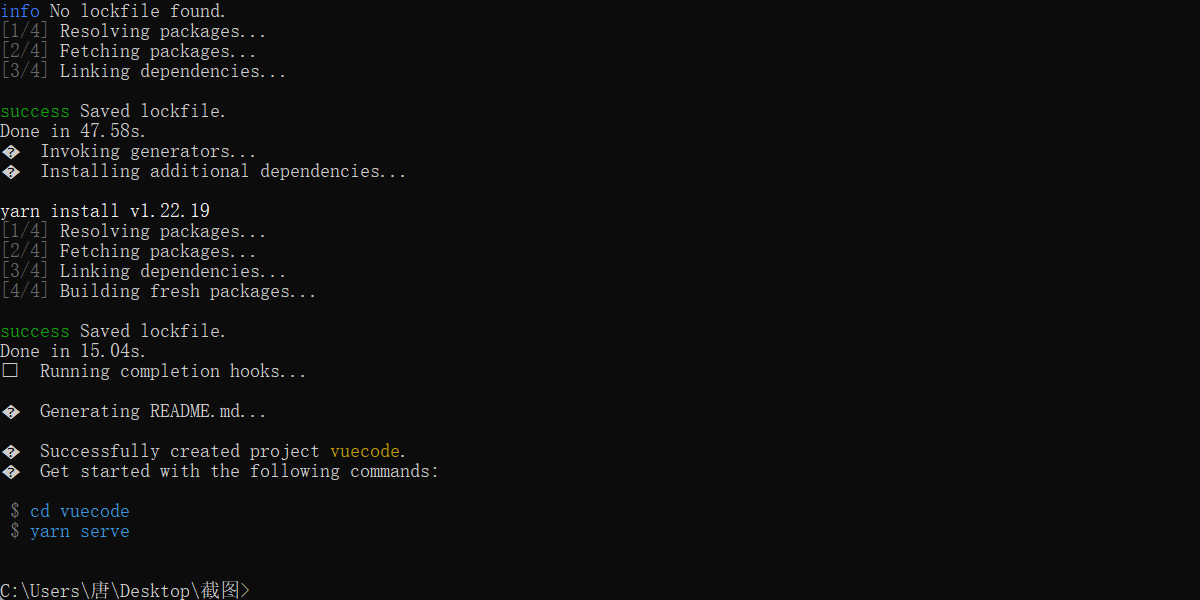 info No lockfile found.
[1/4] Resolving packages...
[2/4] Fetching packages...
[3/4] Linking dependencies...
success Saved lockfile.
Done in 47.58s.
� Invoking generators...
� Installing additional dependencies...
yarn install v1.22.19
[1/4] Resolving packages...
[2/4] Fetching packages...
[3/4] Linking dependencies...
[4/4] Building fresh packages...
success Saved lockfile.
Done in 15.04s.
□ Running completion hooks...
� Generating README.md...
� Successfully created project vuecode.
� Get started with the following commands:
$ cd vuecode
$ yarn serve
C:\Users\唐\Desktop\截图>